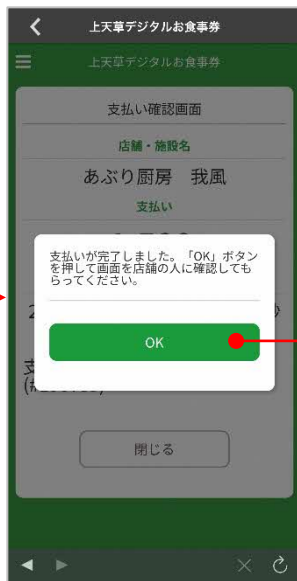 上天草デジタルお食事券
上天草デジタルお食事券
支払い確認画面
店舗・施設名
あぶり厨房 我風
支払い
支払いが完了しました。「OK」ボタン
を押して画面を店舗の人に確認しても
らってください。
OK
閉じる